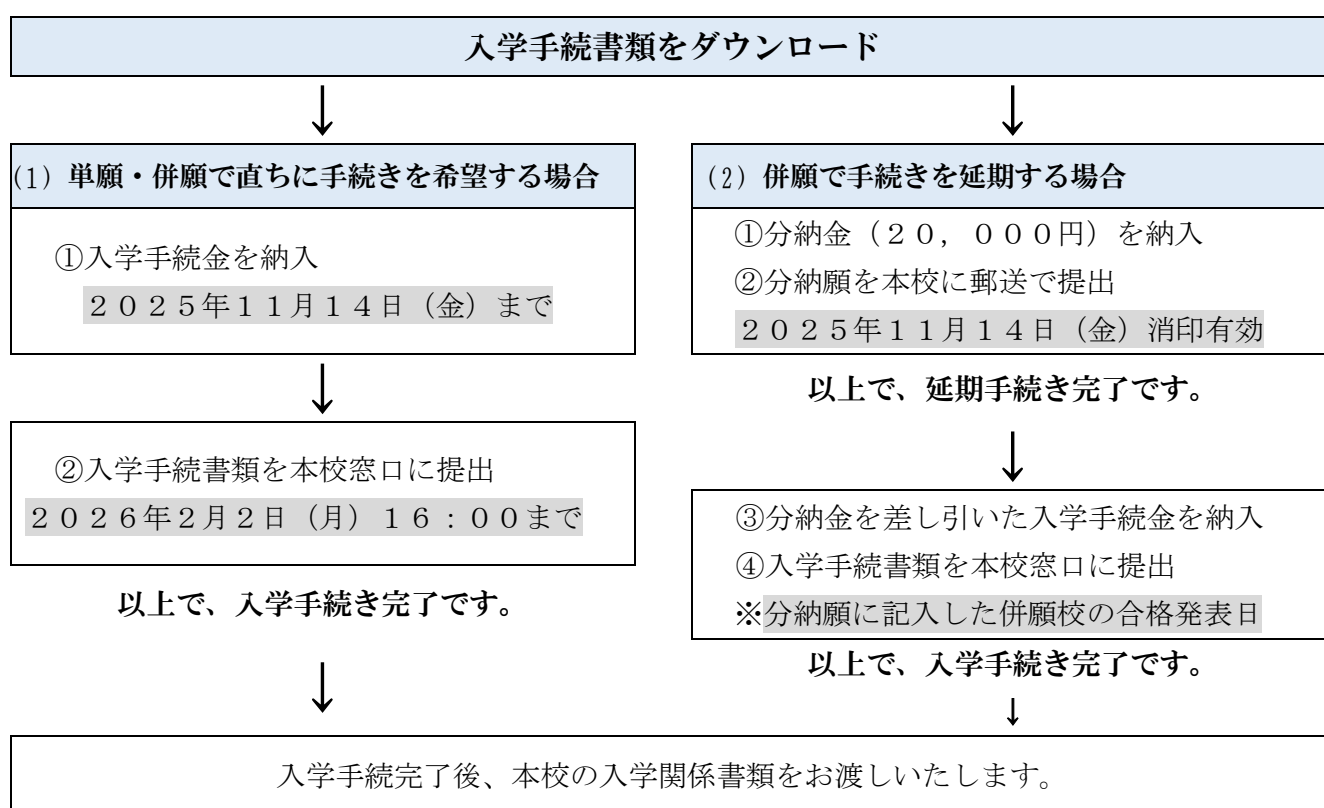 入学手続書類をダウンロード
(1) 単願・併願で直ちに手続きを希望する場合
①入学手続金を納入
２０２５年１１月１４日（金）まで
②入学手続書類を本校窓口に提出
２０２６年２月２日（月）１６：００まで
以上で、入学手続き完了です。
(2) 併願で手続きを延期する場合
①分納金（２０，０００円）を納入
②分納願を本校に郵送で提出
２０２５年１１月１４日（金）消印有効
以上で、延期手続き完了です。
③分納金を差し引いた入学手続金を納入
④入学手続書類を本校窓口に提出
※分納願に記入した併願校の合格発表日
以上で、入学手続き完了です。
入学手続完了後、本校の入学関係書類をお渡しいたします。